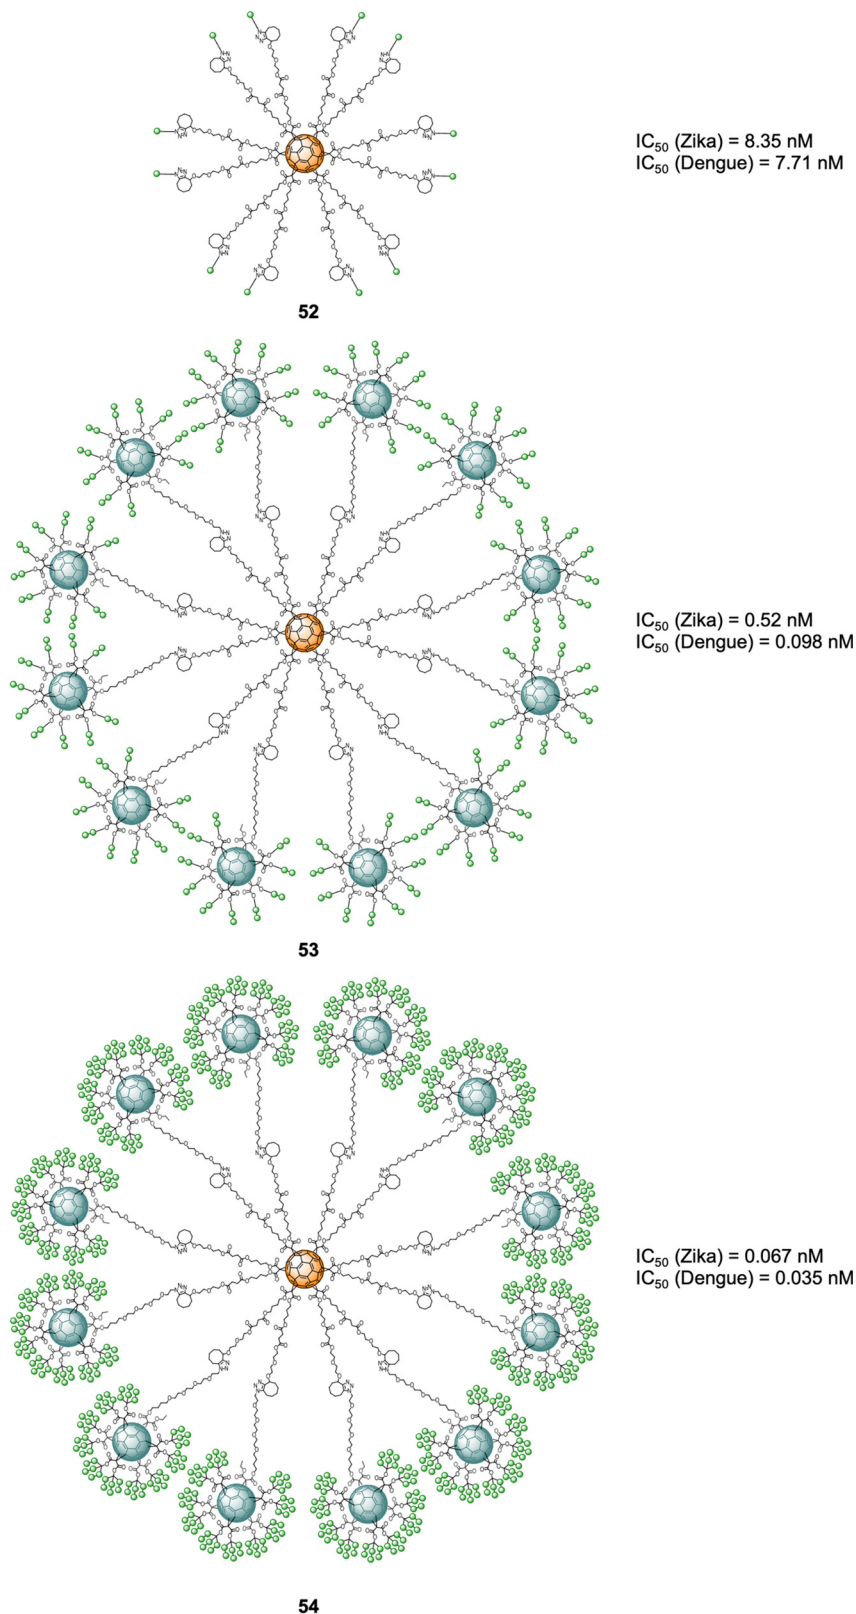 IC50 (Zika) = 8.35 nM
IC50 (Dengue) = 7.71 nM
52
IC50 (Zika) = 0.52 nM
IC50 (Dengue) = 0.098 nM
53
IC50 (Zika) = 0.067 nM
IC50 (Dengue) = 0.035 nM
54